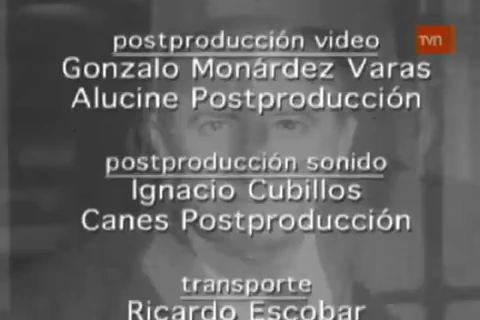 postproducción video
TVN
Gonzalo Monárdez Varas
Alucine Postproducción
postproducción sonido
Ignacio Cubillos
Canes Postproducción
transporte
Ricardo Escobar